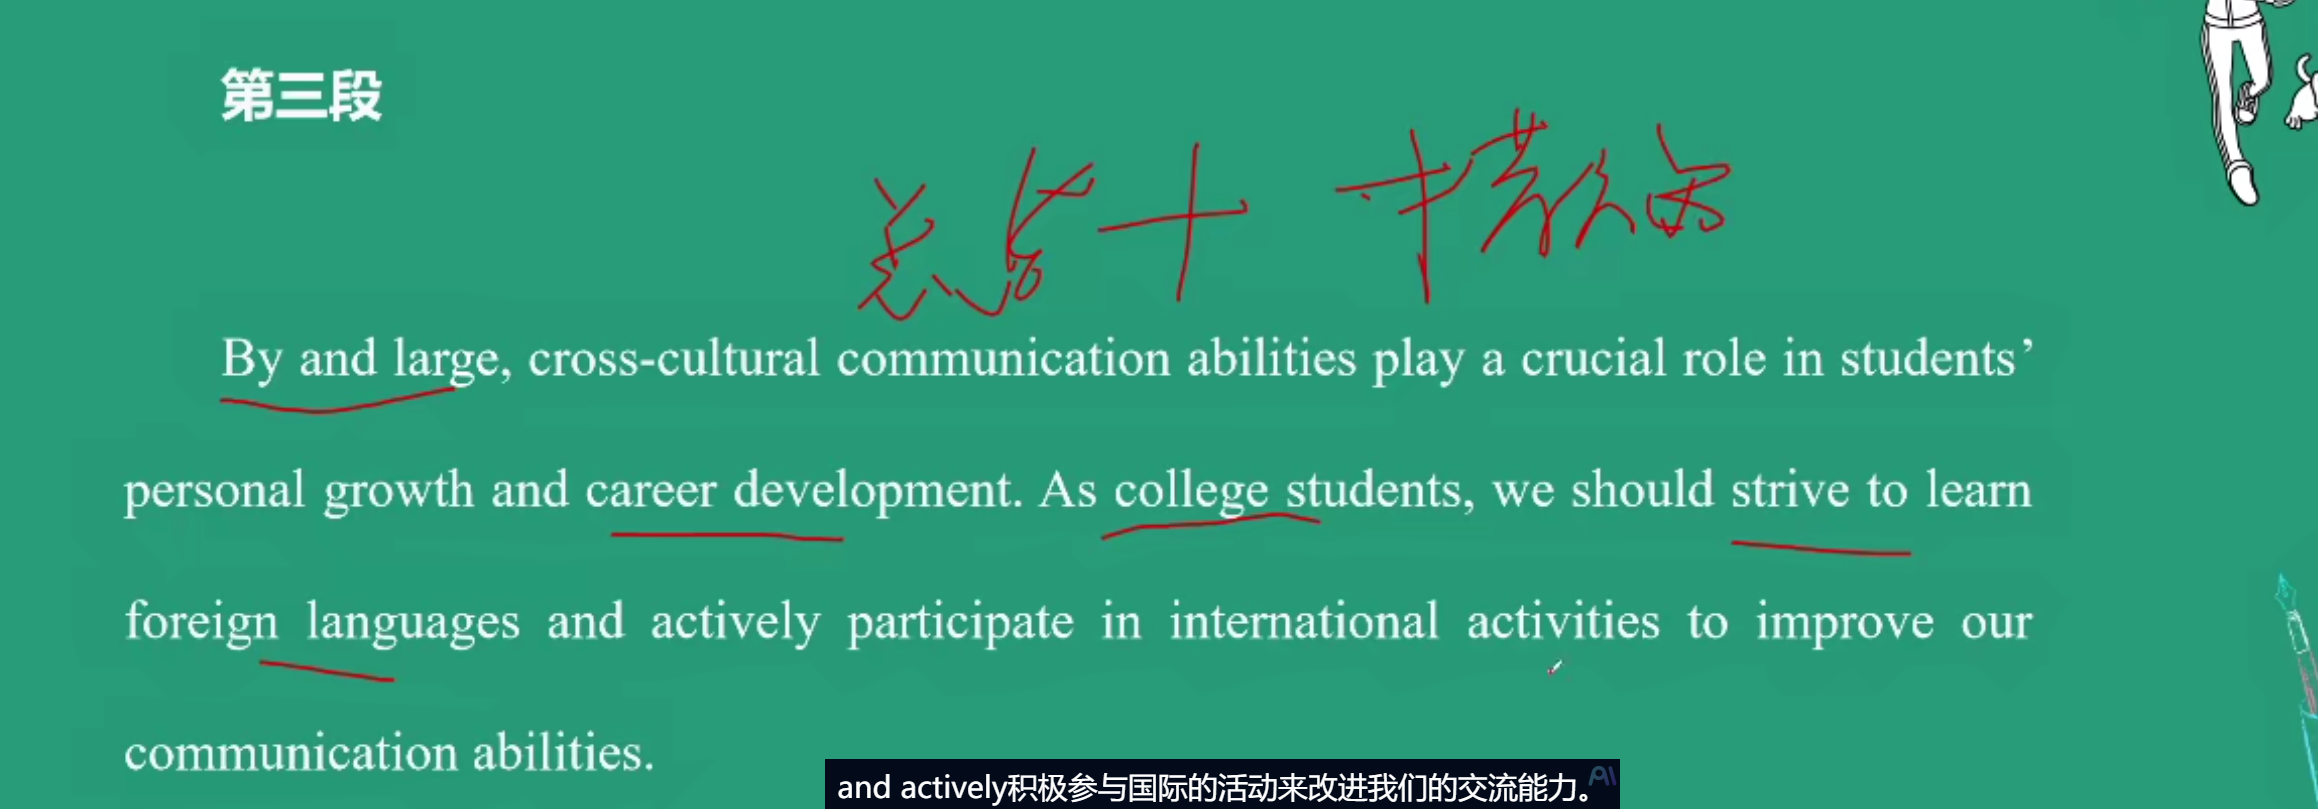 第三段
总结+
By and large, cross-cultural communication abilities play a crucial role in students’
personal growth and career development. As college students, we should strive to learn
foreign languages and actively participate in international activities to improve our
communication abilities.
and actively积极参与国际的活动来改进我们的交流能力。